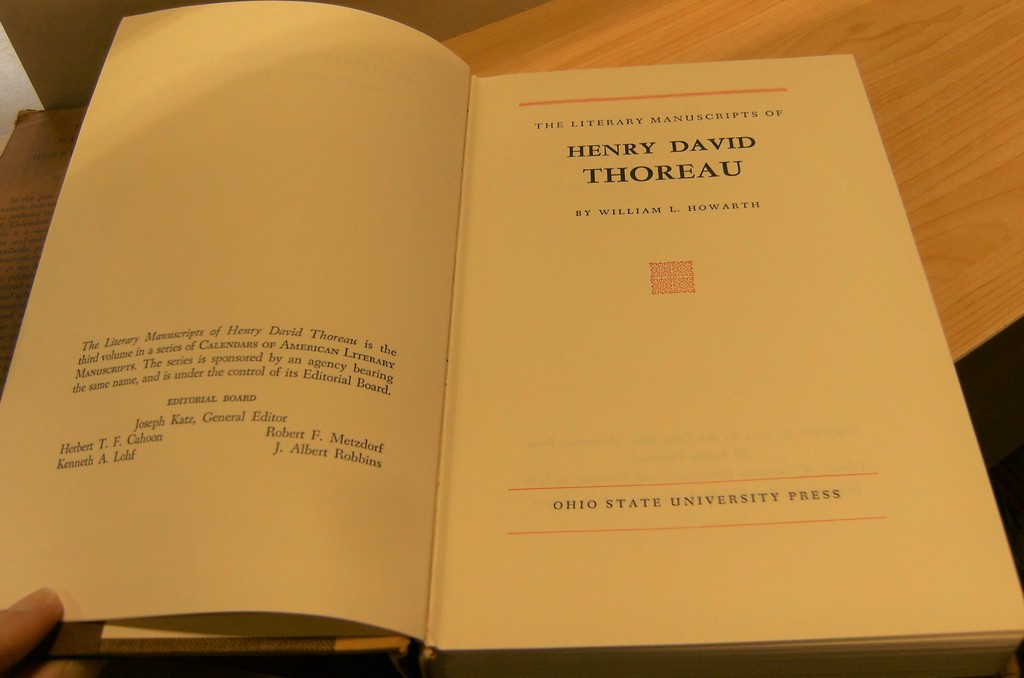 The Literary Manuscripts of Henry David Thoreau is the
third volume in a series of CALENDARS OF AMERICAN LITERARY
MANUSCRIPTS. The series is sponsored by an agency bearing
the same name, and is under the control of its Editorial Board.
EDITORIAL BOARD
Joseph Katz, General Editor
Herbert T. F. Cahoon Robert F. Metzdorf
Kenneth A. Lohf J. Albert Robbins
THE LITERARY MANUSCRIPTS OF
HENRY DAVID
THOREAU
BY WILLIAM L. HOWARTH
OHIO STATE UNIVERSITY PRESS